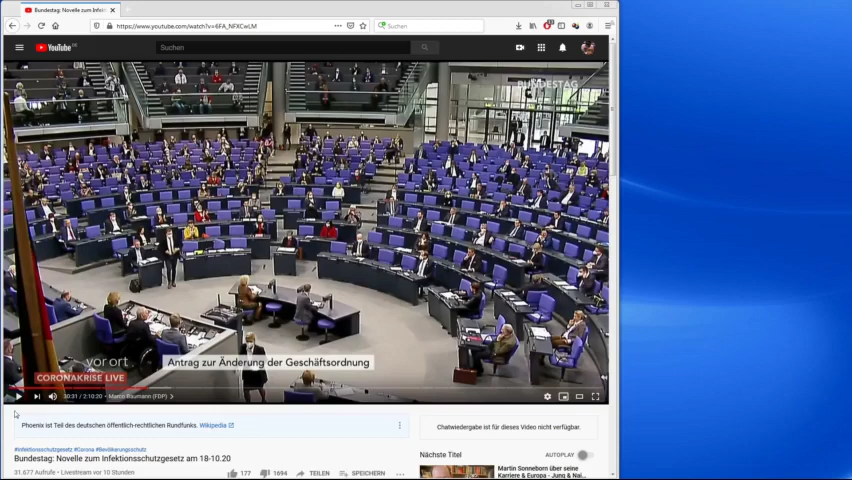 Bundestag: Novelle zum Infekti
https://www.youtube.com/watch?v=6FA_NFXCwLM
Suchen
YouTube
Suchen
BUNDESTAG
vor ort
Antrag zur Änderung der Geschäftsordnung
CORONAKRISE LIVE
30:31 / 2:10:20 • Marco Baumann (FDP)
Phoenix ist Teil des deutschen öffentlich-rechtlichen Rundfunks. Wikipedia
Chatwiedergabe ist für dieses Video nicht verfügbar.
#Infektionsschutzgesetz #Corona #Bevölkerungsschutz
Bundestag: Novelle zum Infektionsschutzgesetz am 18-10.20
31.677 Aufrufe • Livestream vor 10 Stunden
177
1694
TEILEN
SPEICHERN
Nächste Titel
AUTOPLAY
Martin Sonneborn über seine
Karriere & Europa - Jung & Nai...